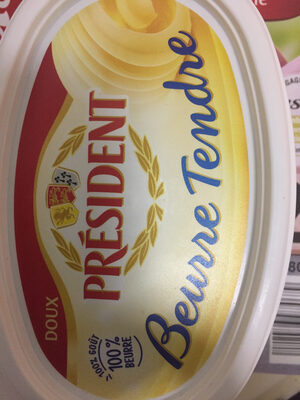 PRÉSIDENT
Beurre Tendre
DOUX
100% GOÛT
100%
BEURRE